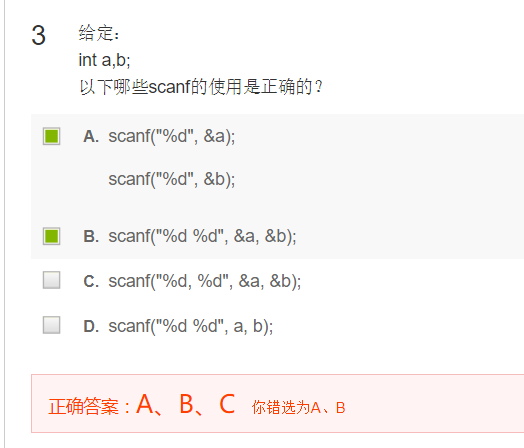 3 给定：
int a,b;
以下哪些scanf的使用是正确的？
A. scanf("%d", &a);
scanf("%d", &b);
B. scanf("%d %d", &a, &b);
C. scanf("%d, %d", &a, &b);
D. scanf("%d %d", a, b);
正确答案：A、B、C 你错选为A、B